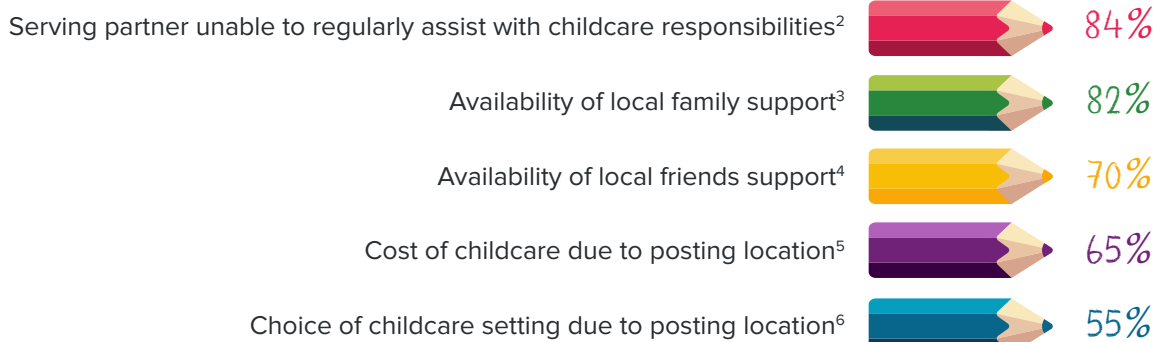 Serving partner unable to regularly assist with childcare responsibilities² 84%
Availability of local family support³ 82%
Availability of local friends support⁴ 70%
Cost of childcare due to posting location⁵ 65%
Choice of childcare setting due to posting location⁶ 55%